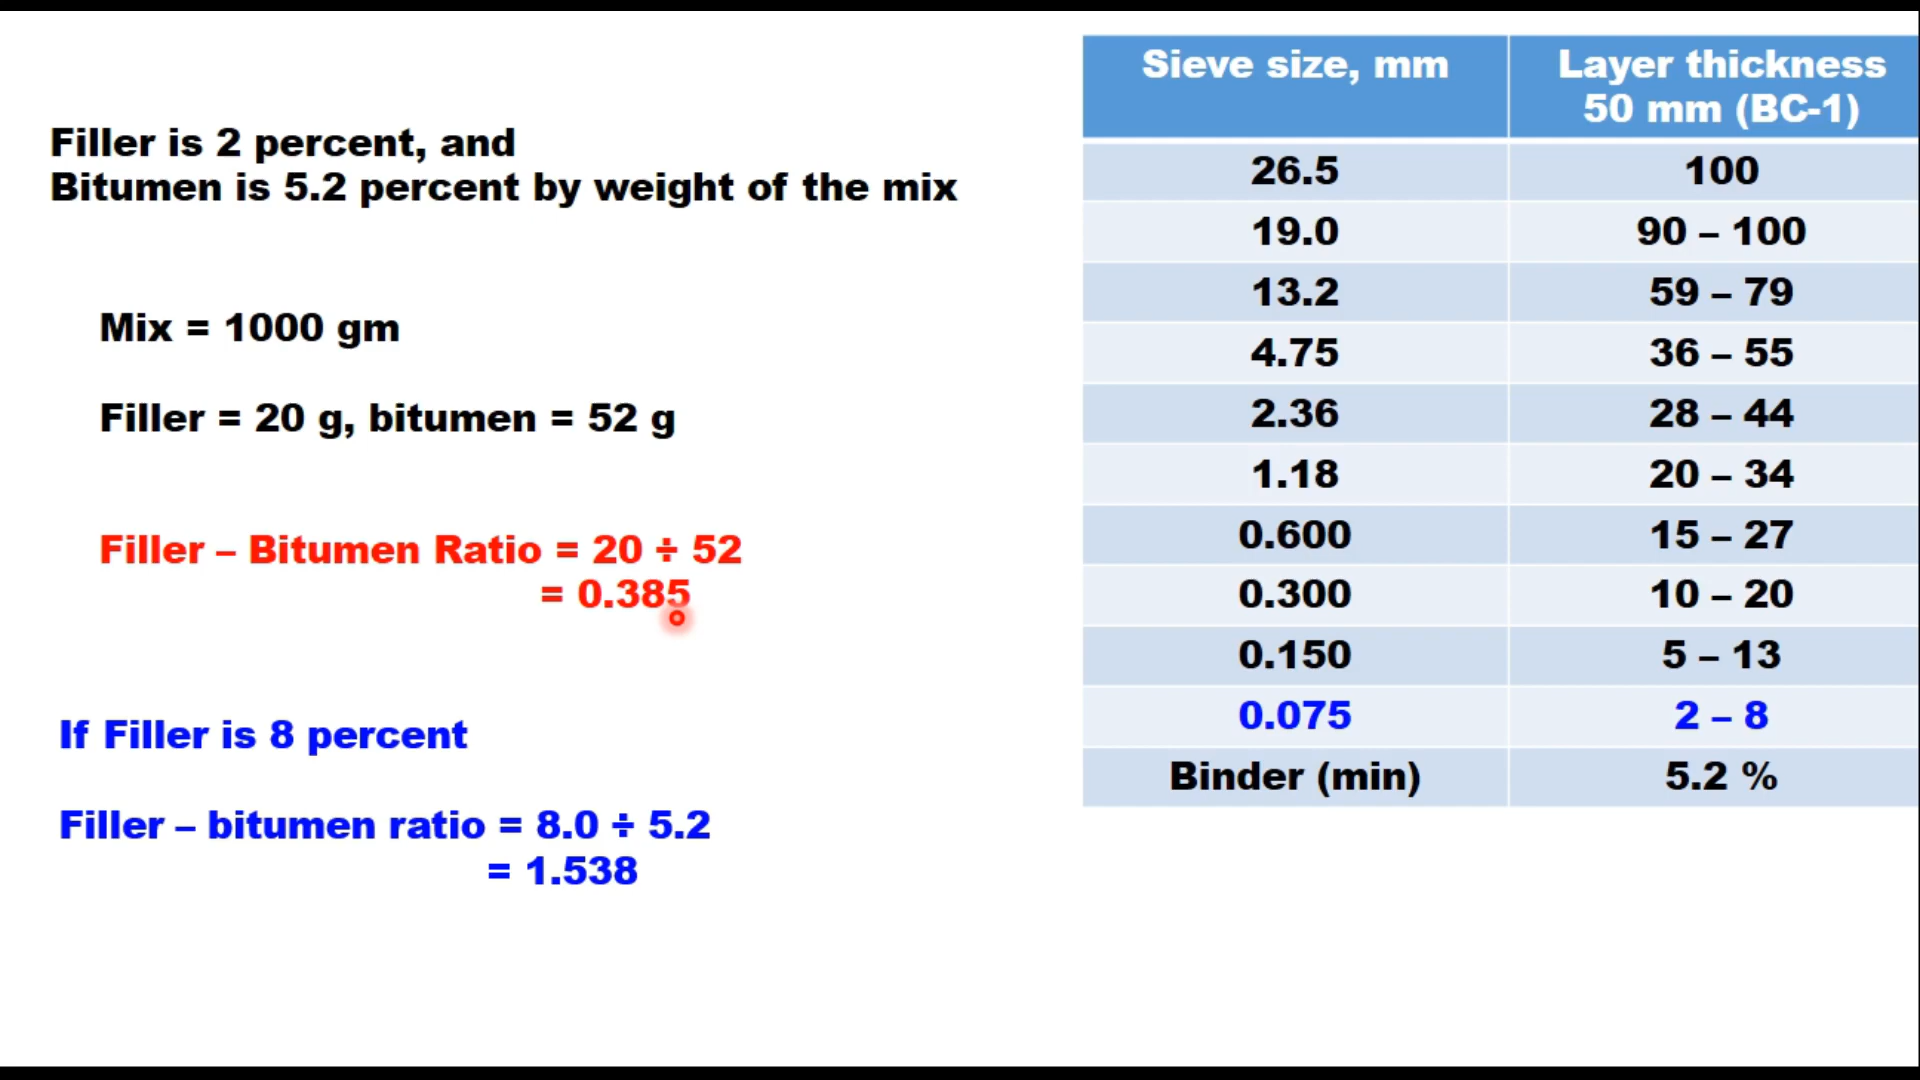 Filler is 2 percent, and
Bitumen is 5.2 percent by weight of the mix
Mix = 1000 gm
Filler = 20 g, bitumen = 52 g
Filler – Bitumen Ratio = 20 ÷ 52
= 0.385
If Filler is 8 percent
Filler – bitumen ratio = 8.0 ÷ 5.2
= 1.538
Sieve size, mm Layer thickness
50 mm (BC-1)
26.5 100
19.0 90 – 100
13.2 59 – 79
4.75 36 – 55
2.36 28 – 44
1.18 20 – 34
0.600 15 – 27
0.300 10 – 20
0.150 5 – 13
0.075 2 – 8
Binder (min) 5.2 %